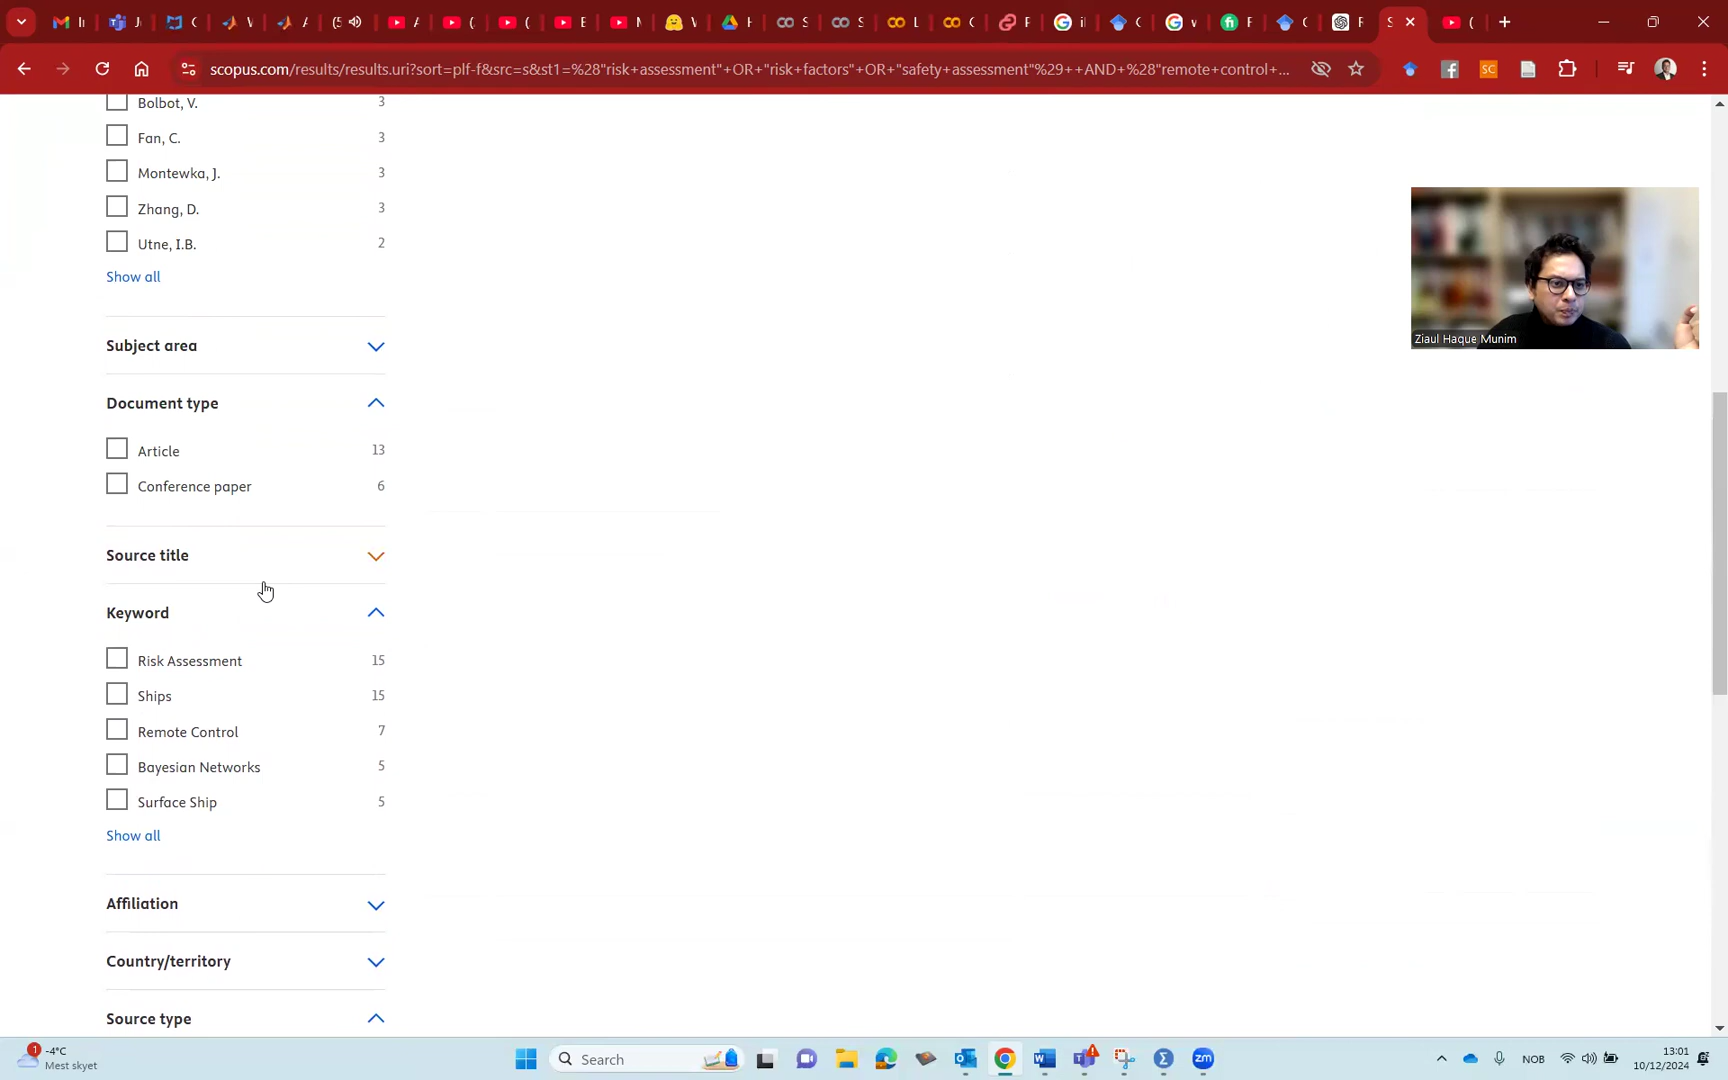 scopus.com/results/results.uri?sort=plf-f&src=s&st1=%28"risk+assessment"+OR+"risk+factors"+OR+"safety+assessment"%29++AND+%28"remote+control+...
Bolbot, V. 3
Fan, C. 3
Montewka, J. 3
Zhang, D. 3
Utne, I.B. 2
Show all
Subject area
Document type
Article 13
Conference paper 6
Source title
Keyword
Risk Assessment 15
Ships 15
Remote Control 7
Bayesian Networks 5
Surface Ship 5
Show all
Affiliation
Country/territory
Source type
Ziaul Haque Munim
1
-4°C
Mest skyet
Search
NOB
13:01
10/12/2024